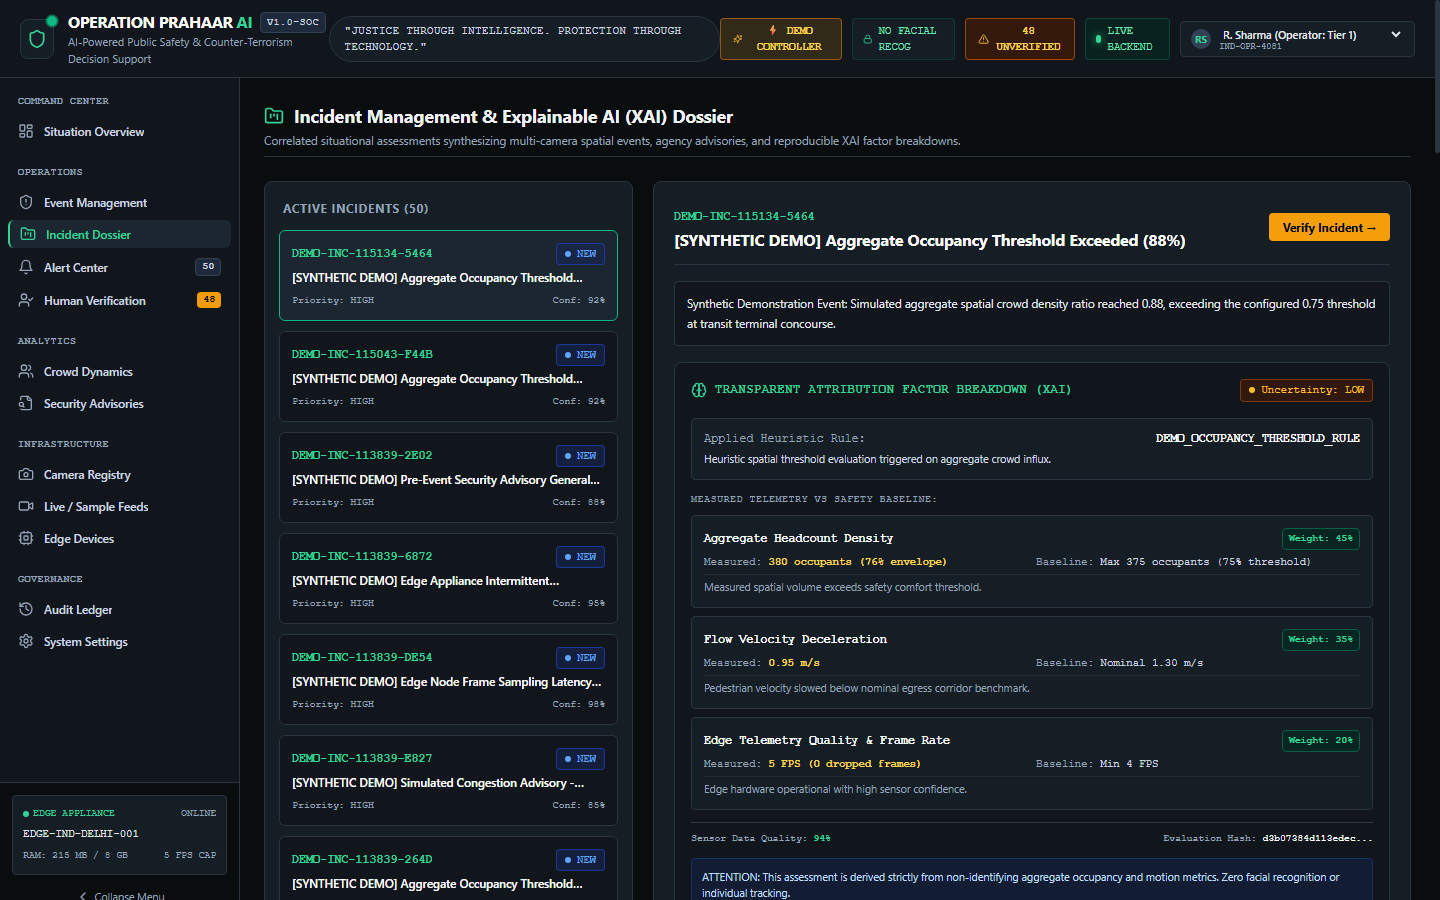 OPERATION PRAHAAR AI
V1.0-SOC
AI-Powered Public Safety & Counter-Terrorism
Decision Support
"JUSTICE THROUGH INTELLIGENCE. PROTECTION THROUGH
TECHNOLOGY."
DEMO
CONTROLLER
NO FACIAL
RECOG
48
UNVERIFIED
LIVE
BACKEND
RS
R. Sharma (Operator: Tier 1)
IND-OPR-4081
COMMAND CENTER
Situation Overview
OPERATIONS
Event Management
Incident Dossier
Alert Center 50
Human Verification 48
ANALYTICS
Crowd Dynamics
Security Advisories
INFRASTRUCTURE
Camera Registry
Live / Sample Feeds
Edge Devices
GOVERNANCE
Audit Ledger
System Settings
EDGE APPLIANCE ONLINE
EDGE-IND-DELHI-001
RAM: 215 MB / 8 GB 5 FPS CAP
Collapse Menu
Incident Management & Explainable AI (XAI) Dossier
Correlated situational assessments synthesizing multi-camera spatial events, agency advisories, and reproducible XAI factor breakdowns.
ACTIVE INCIDENTS (50)
DEMO-INC-115134-5464 NEW
[SYNTHETIC DEMO] Aggregate Occupancy Threshold...
Priority: HIGH Conf: 92%
DEMO-INC-115043-F44B NEW
[SYNTHETIC DEMO] Aggregate Occupancy Threshold...
Priority: HIGH Conf: 92%
DEMO-INC-113839-2E02 NEW
[SYNTHETIC DEMO] Pre-Event Security Advisory General...
Priority: HIGH Conf: 88%
DEMO-INC-113839-6872 NEW
[SYNTHETIC DEMO] Edge Appliance Intermittent...
Priority: HIGH Conf: 95%
DEMO-INC-113839-DE54 NEW
[SYNTHETIC DEMO] Edge Node Frame Sampling Latency...
Priority: HIGH Conf: 98%
DEMO-INC-113839-E827 NEW
[SYNTHETIC DEMO] Simulated Congestion Advisory -...
Priority: HIGH Conf: 85%
DEMO-INC-113839-264D NEW
[SYNTHETIC DEMO] Aggregate Occupancy Threshold...
DEMO-INC-115134-5464
[SYNTHETIC DEMO] Aggregate Occupancy Threshold Exceeded (88%)
Verify Incident →
Synthetic Demonstration Event: Simulated aggregate spatial crowd density ratio reached 0.88, exceeding the configured 0.75 threshold
at transit terminal concourse.
TRANSPARENT ATTRIBUTION FACTOR BREAKDOWN (XAI)
Uncertainty: LOW
Applied Heuristic Rule: DEMO_OCCUPANCY_THRESHOLD_RULE
Heuristic spatial threshold evaluation triggered on aggregate crowd influx.
MEASURED TELEMETRY VS SAFETY BASELINE:
Aggregate Headcount Density Weight: 45%
Measured: 380 occupants (76% envelope) Baseline: Max 375 occupants (75% threshold)
Measured spatial volume exceeds safety comfort threshold.
Flow Velocity Deceleration Weight: 35%
Measured: 0.95 m/s Baseline: Nominal 1.30 m/s
Pedestrian velocity slowed below nominal egress corridor benchmark.
Edge Telemetry Quality & Frame Rate Weight: 20%
Measured: 5 FPS (0 dropped frames) Baseline: Min 4 FPS
Edge hardware operational with high sensor confidence.
Sensor Data Quality: 94% Evaluation Hash: d3b07384d113edec...
ATTENTION: This assessment is derived strictly from non-identifying aggregate occupancy and motion metrics. Zero facial recognition or
individual tracking.